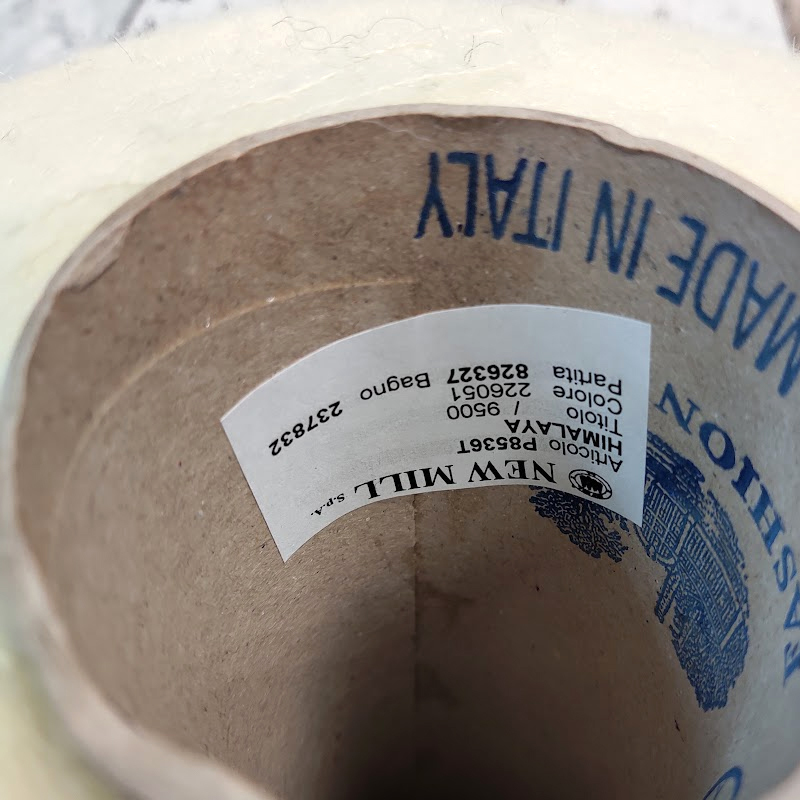 NEW MILL S.p.A.
Articolo P8536T
HIMALAYA
Titolo / 9500
Colore 226051
Partita 826327 Bagno 237832
MADE IN ITALY
FASHION